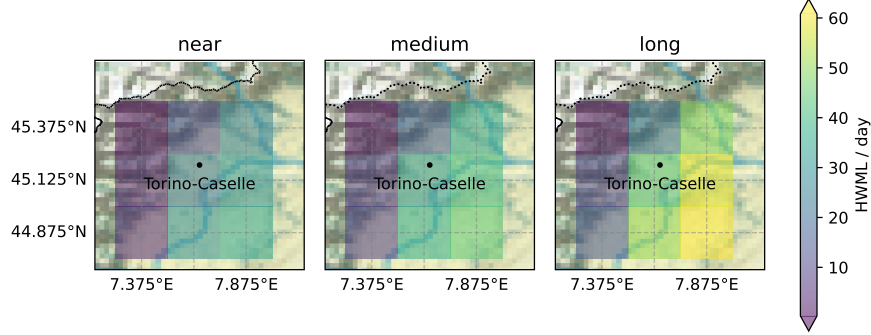 near medium long
45.375°N
45.125°N
44.875°N
Torino-Caselle Torino-Caselle Torino-Caselle
7.375°E 7.875°E 7.375°E 7.875°E 7.375°E 7.875°E
60
50
40
30
20
10
HWML / day